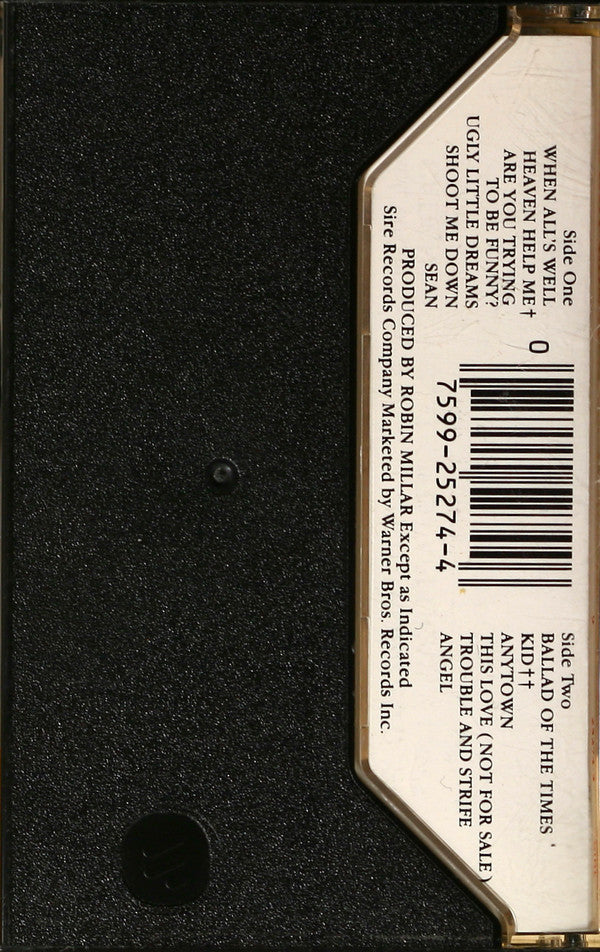 Side One
WHEN ALL'S WELL
HEAVEN HELP ME†
ARE YOU TRYING
TO BE FUNNY?
UGLY LITTLE DREAMS
SHOOT ME DOWN
SEAN
0
7599-25274-4
Side Two
BALLAD OF THE TIMES
KID††
ANYTOWN
THIS LOVE (NOT FOR SALE)
TROUBLE AND STRIFE
ANGEL
PRODUCED BY ROBIN MILLAR Except as Indicated
Sire Records Company Marketed by Warner Bros. Records Inc.